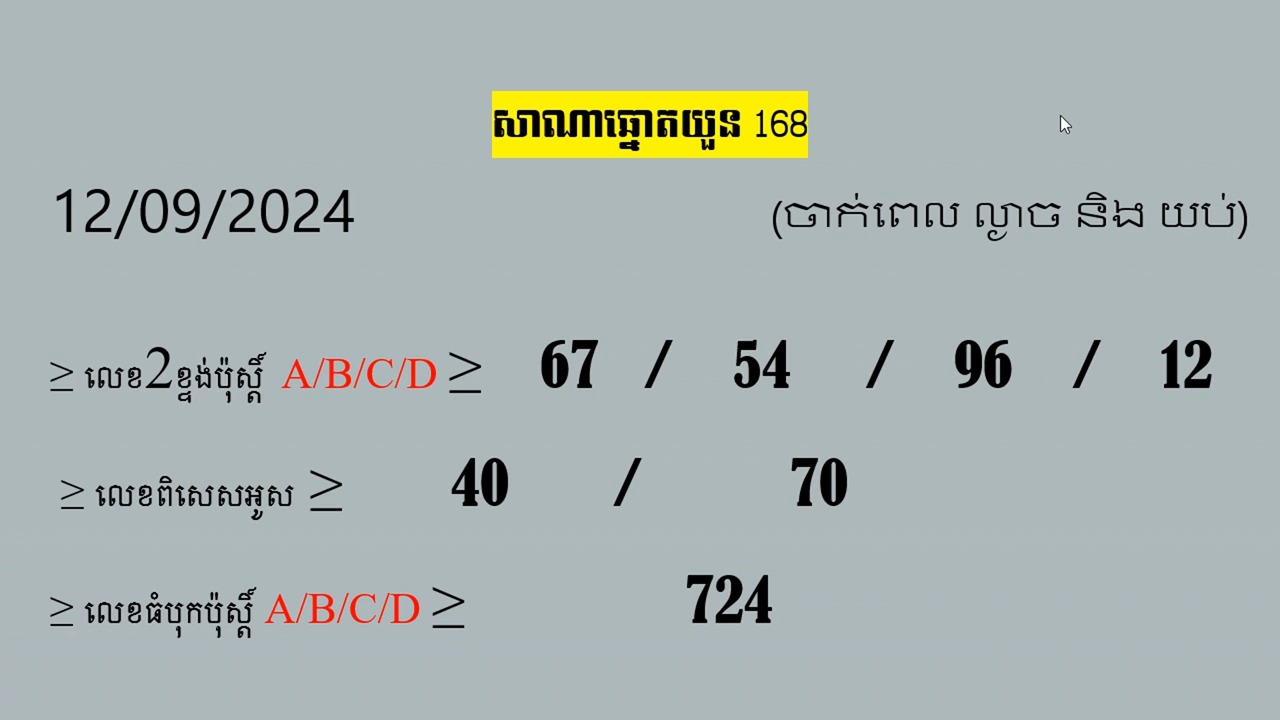 សាណាឆ្នោតយួន 168
12/09/2024 (ចាក់ពេល ល្ងាច និង យប់)
≥ លេខ2ខ្ទង់ប៉ុស្តិ៍ A/B/C/D ≥ 67 / 54 / 96 / 12
≥ លេខពិសេសអូស ≥ 40 / 70
≥ លេខធំបុកប៉ុស្តិ៍ A/B/C/D ≥ 724